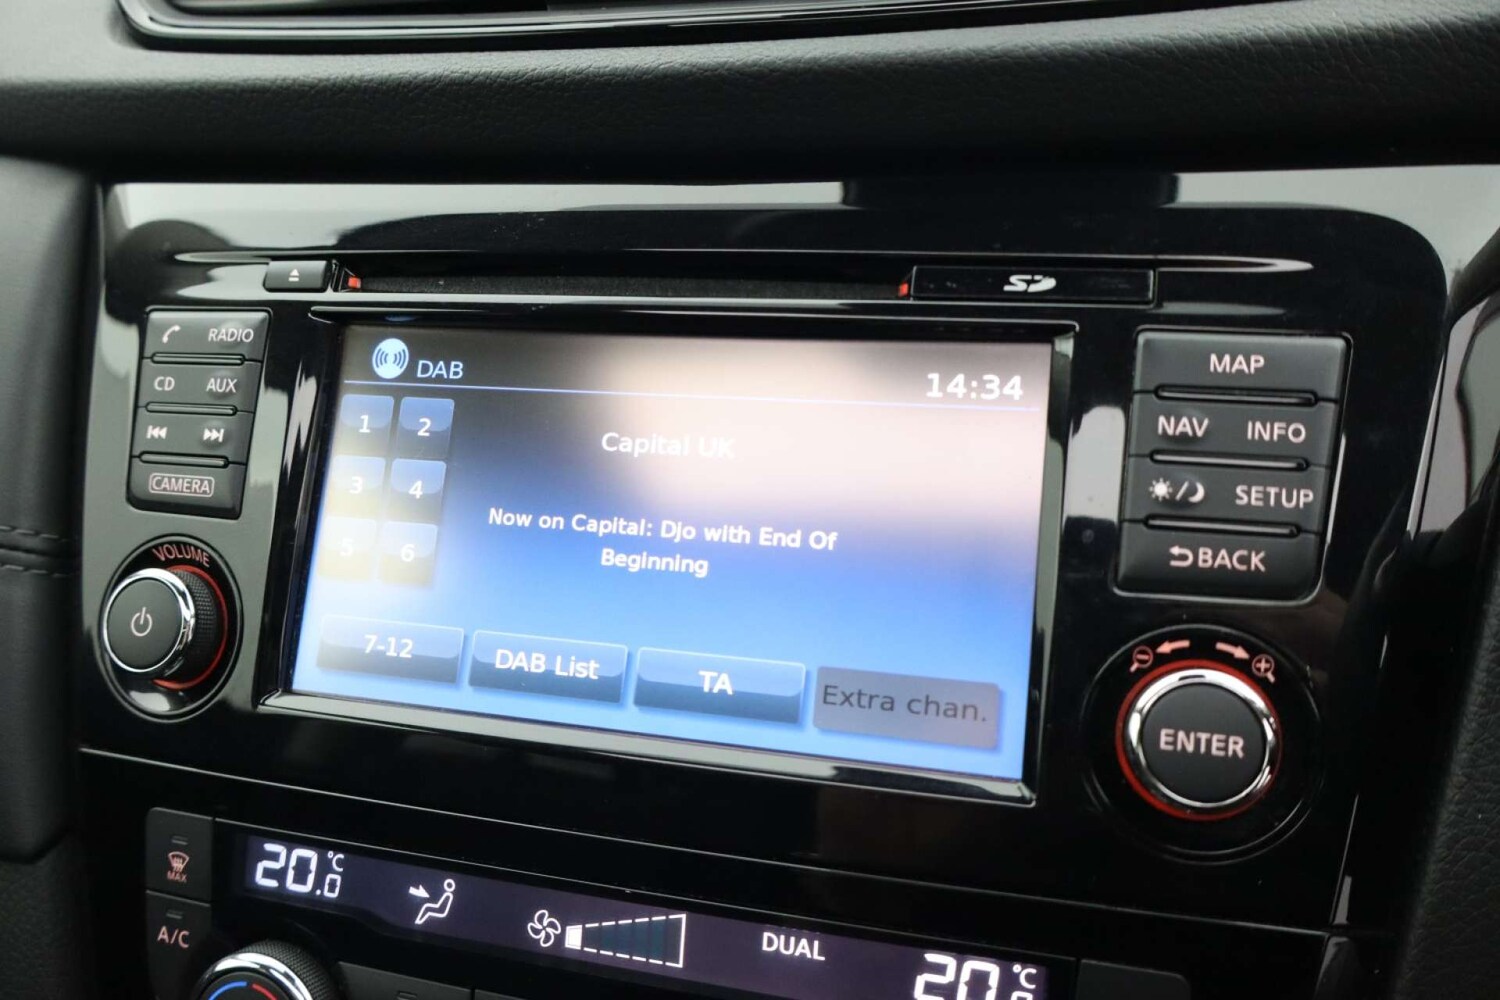 SD
RADIO
CD AUX
CAMERA
VOLUME
DAB
14:34
1 2
3 4
5 6
Capital UK
Now on Capital: Djo with End Of
Beginning
7-12
DAB List
TA
Extra chan.
MAP
NAV INFO
SETUP
BACK
ENTER
MAX
A/C
20.0°C
DUAL
20.0°C